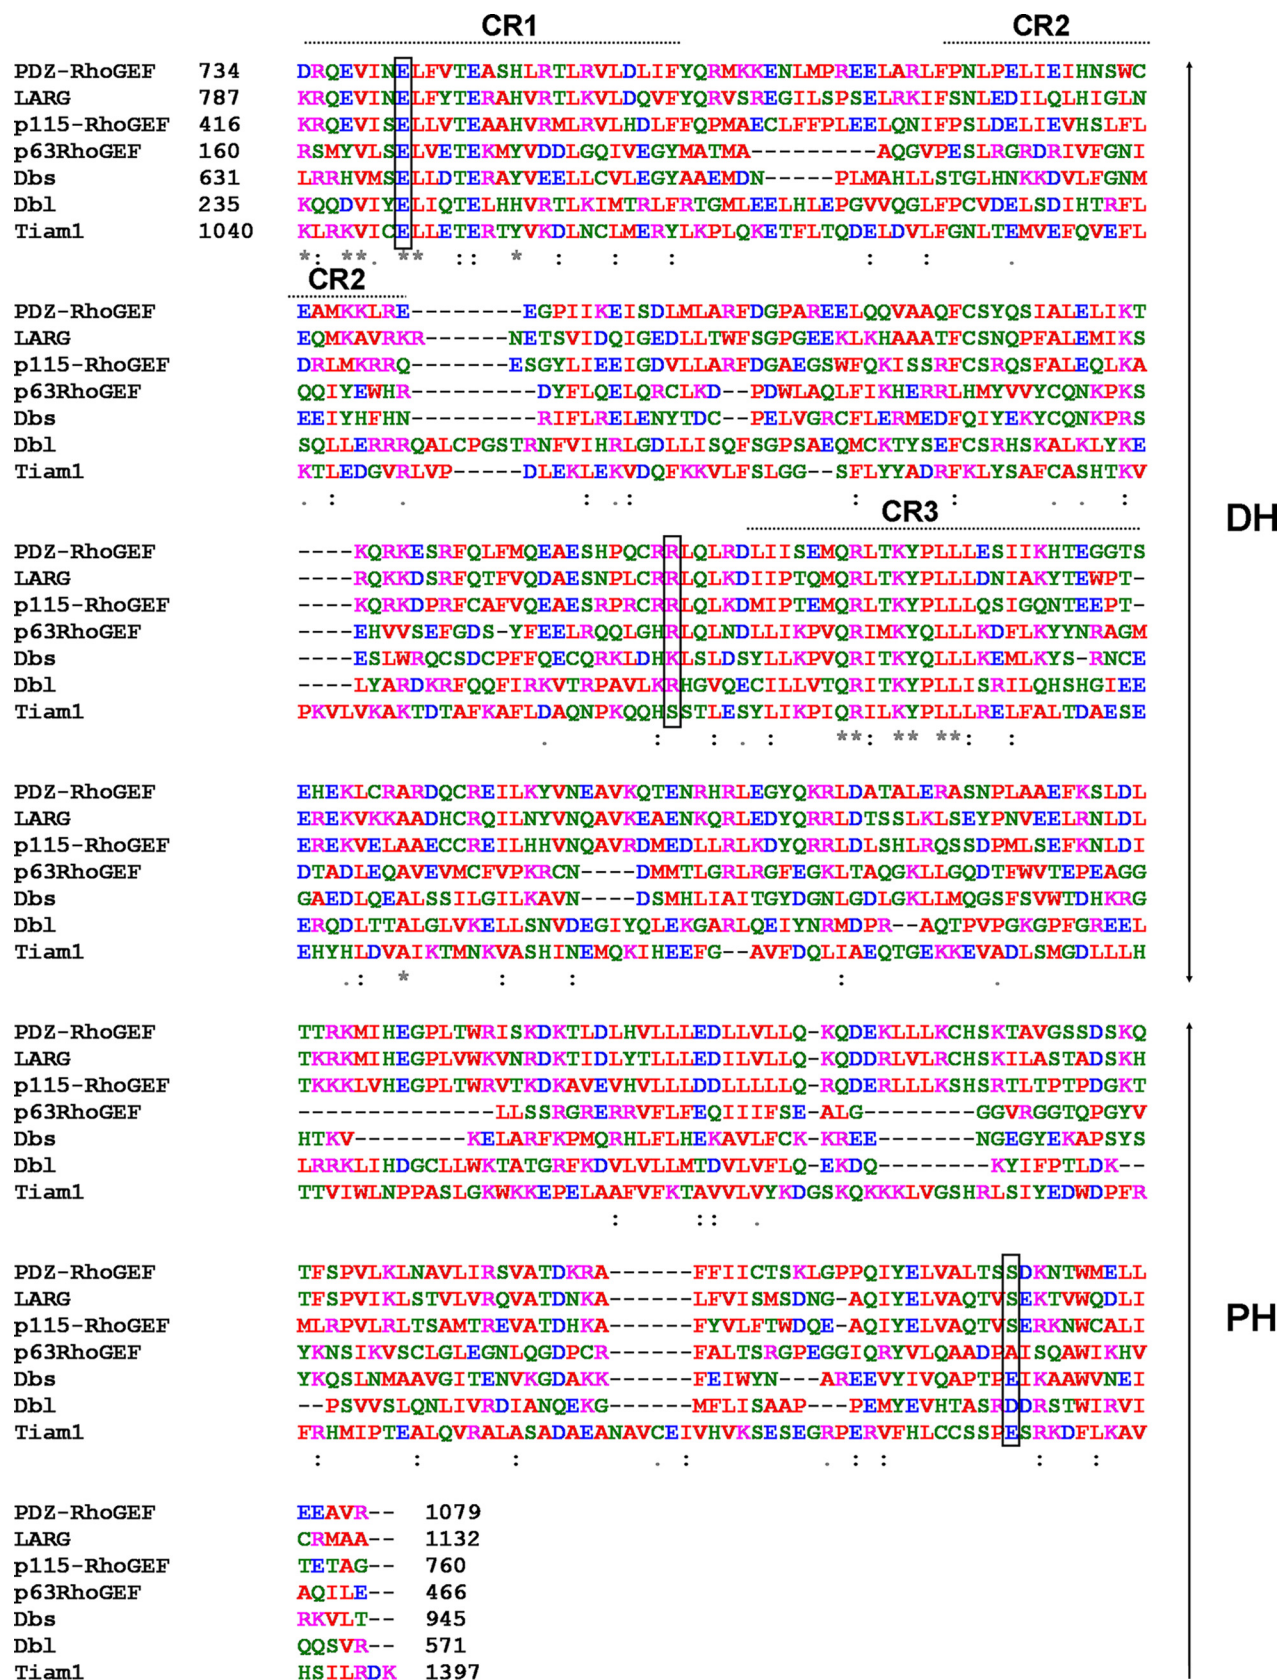 CR1 CR2
PDZ-RhoGEF 734 DRQEVINELFVTEASHLRTLRVLDLIFYQRMKKENLMPREELARLFPNLPELIEIHNSWC
LARG 787 KRQEVINELFYTERAHVRTLKVLDQVFYQRVSREGILSPSELRKIFSNLEDILQLHIGLN
p115-RhoGEF 416 KRQEVISELLVTEAAHVRMLRVLHDLFFQPMAECLFFPLEELQNIFPSLDELIEVHSLFL
p63RhoGEF 160 RSMYVLSELVETEKMYVDDLGQIVEGYMATMA---------AQGVPESLRGRDRIVFGNI
Dbs 631 LRRHVMSELLDTERAYVEELLCVLEGYAAEMDN-----PLMAHLLSTGLHNKKDVLFGNM
Dbl 235 KQQDVIYELIQTELHHVRTLKIMTRLFRTGMLEELHLEPGVVQGLFPCVDELSDIHTRFL
Tiam1 1040 KLRKVICELLETERTYVKDLNCLMERYLKPLQKETFLTQDELDVLFGNLTEMVEFQVEFL
*: **. ** :: * : : : : .
CR2
PDZ-RhoGEF EAMKKLRE--------EGPIIKEISDLMLARFDGPAREELQQVAAQFCSYQSIALELIKT
LARG EQMKAVRKR------NETSVIDQIGEDLLTWFSGPGEEKLKHAAATFCSNQPFALEMIKS
p115-RhoGEF DRLMKRRQ-------ESGYLIEEIGDVLLARFDGAEGSWFQKISSRFCSRQSFALEQLKA
p63RhoGEF QQIYEWHR---------DYFLQELQRCLKD--PDWLAQLFIKHERRLHMYVVYCQNKPKS
Dbs EEIYHFHN---------RIFLRELENYTDC--PELVGRCFLERMEDFQIYEKYCQNKPRS
Dbl SQLLERRRQALCPGSTRNFVIHRLGDLLISQFSGPSAEQMCKTYSEFCSRHSKALKLYKE
Tiam1 KTLEDGVRLVP-----DLEKLEKVDQFKKVLFSLGG--SFLYYADRFKLYSAFCASHTKV
. : . : : : : . . :
CR3
PDZ-RhoGEF ----KQRKESRFQLFMQEAESHPQCRRLQLRDLIISEMQRLTKYPLLLESIIKHTEGGTS
LARG ----RQKKDSRFQTFVQDAESNPLCRRLQLKDIIPTQMQRLTKYPLLLDNIAKYTEWPT-
p115-RhoGEF ----KQRKDPRFCAFVQEAESRPRCRRLQLKDMIPTEMQRLTKYPLLLQSIGQNTEEPT-
p63RhoGEF ----EHVVSEFGDS-YFEELRQQLGHRLQLNDLLIKPVQRIMKYQLLLKDFLKYYNRAGM
Dbs ----ESLWRQCSDCPFFQECQRKLDHKLSLDSYLLKPVQRITKYQLLLKEMLKYS-RNCE
Dbl ----LYARDKRFQQFIRKVTRPAVLKRHGVQECILLVTQRITKYPLLISRILQHSHGIEE
Tiam1 PKVLVKAKTDTAFKAFLDAQNPKQQHSSTLESYLIKPIQRILKYPLLLRELFALTDAESE
. : : . : **: ** **: :
PDZ-RhoGEF EHEKLCRARDQCREILKYVNEAVKQTENRHRLEGYQKRLDATALERASNPLAAEFKSLDL
LARG EREKVKKAADHCRQILNYVNQAVKEAENKQRLEDYQRRLDTSSLKLSEYPNVEELRNLDL
p115-RhoGEF EREKVELAAECCREILHHVNQAVRDMEDLLRLKDYQRRLDLSHLRQSSDPMLSEFKNLDI
p63RhoGEF DTADLEQAVEVMCFVPKRCN----DMMTLGRLRGFEGKLTAQGKLLGQDTFWVTEPEAGG
Dbs GAEDLQEALSSILGILKAVN----DSMHLIAITGYDGNLGDLGKLLMQGSFSVWTDHKRG
Dbl ERQDLTTALGLVKELLSNVDEGIYQLEKGARLQEIYNRMDPR--AQTPVPGKGPFGREEL
Tiam1 EHYHLDVAIKTMNKVASHINEMQKIHEEFG--AVFDQLIAEQTGEKKEVADLSMGDLLLH
.: * : : : .
DH
PDZ-RhoGEF TTRKMIHEGPLTWRISKDKTLDLHVLLLEDLLVLLQ-KQDEKLLLKCHSKTAVGSSDSKQ
LARG TKRKMIHEGPLVWKVNRDKTIDLYTLLLEDILVLLQ-KQDDRLVLRCHSKILASTADSKH
p115-RhoGEF TKKKLVHEGPLTWRVTKDKAVEVHVLLLDDLLLLLQ-RQDERLLLKSHSRTLTPTPDGKT
p63RhoGEF --------------LLSSRGRERRVFLFEQIIIFSE-ALG--------GGVRGGTQPGYV
Dbs HTKV--------KELARFKPMQRHLFLHEKAVLFCK-KREE-------NGEGYEKAPSYS
Dbl LRRKLIHDGCLLWKTATGRFKDVLVLLMTDVLVFLQ-EKDQ--------KYIFPTLDK--
Tiam1 TTVIWLNPPASLGKWKKEPELAAFVFKTAVVLVYKDGSKQKKKLVGSHRLSIYEDWDPFR
: :: .
PDZ-RhoGEF TFSPVLKLNAVLIRSVATDKRA------FFIICTSKLGPPQIYELVALTSSDKNTWMELL
LARG TFSPVIKLSTVLVRQVATDNKA------LFVISMSDNG-AQIYELVAQTVSEKTVWQDLI
p115-RhoGEF MLRPVLRLTSAMTREVATDHKA------FYVLFTWDQE-AQIYELVAQTVSERKNWCALI
p63RhoGEF YKNSIKVSCLGLEGNLQGDPCR------FALTSRGPEGGIQRYVLQAADPAISQAWIKHV
Dbs YKQSLNMAAVGITENVKGDAKK------FEIWYN---AREEVYIVQAPTPEIKAAWVNEI
Dbl --PSVVSLQNLIVRDIANQEKG------MFLISAAP---PEMYEVHTASRDDRSTWIRVI
Tiam1 FRHMIPTEALQVRALASADAEANAVCEIVHVKSESEGRPERVFHLCCSSPESRKDFLKAV
: : : . : . : : : :
PH
PDZ-RhoGEF EEAVR-- 1079
LARG CRMAA-- 1132
p115-RhoGEF TETAG-- 760
p63RhoGEF AQILE-- 466
Dbs RKVLT-- 945
Dbl QQSVR-- 571
Tiam1 HSILRDK 1397